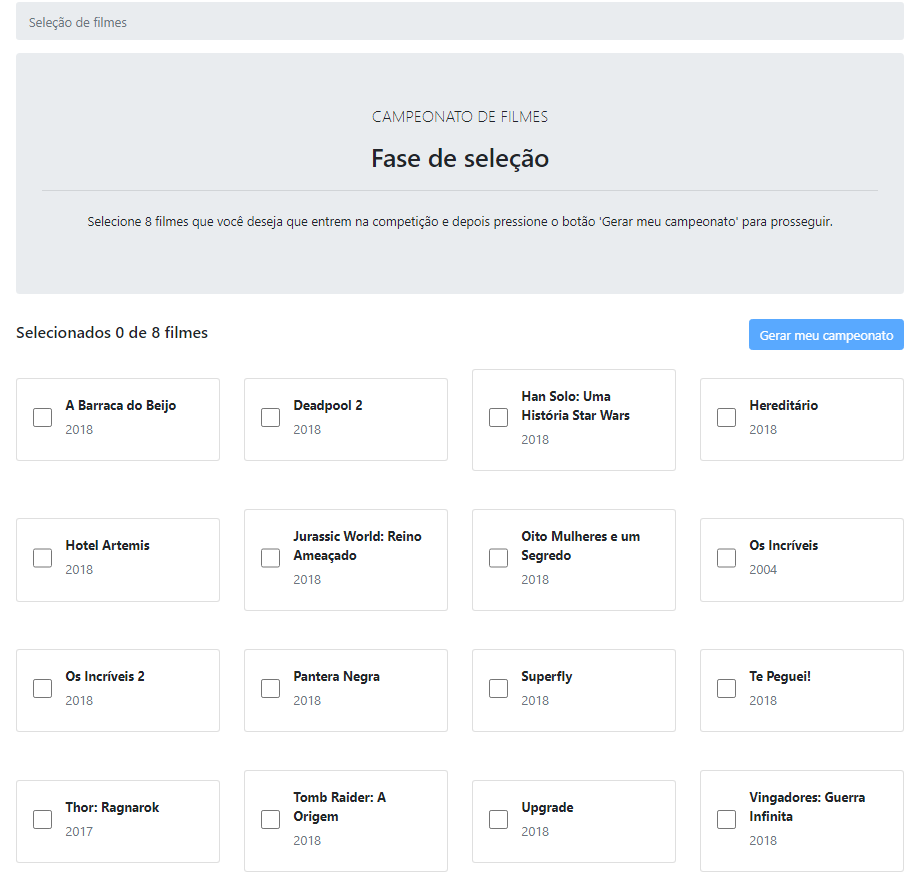 Seleção de filmes
CAMPEONATO DE FILMES
Fase de seleção
Selecione 8 filmes que você deseja que entrem na competição e depois pressione o botão 'Gerar meu campeonato' para prosseguir.
Selecionados 0 de 8 filmes
Gerar meu campeonato
A Barraca do Beijo
2018
Deadpool 2
2018
Han Solo: Uma
História Star Wars
2018
Hereditário
2018
Hotel Artemis
2018
Jurassic World: Reino
Ameaçado
2018
Oito Mulheres e um
Segredo
2018
Os Incríveis
2004
Os Incríveis 2
2018
Pantera Negra
2018
Superfly
2018
Te Peguei!
2018
Thor: Ragnarok
2017
Tomb Raider: A
Origem
2018
Upgrade
2018
Vingadores: Guerra
Infinita
2018